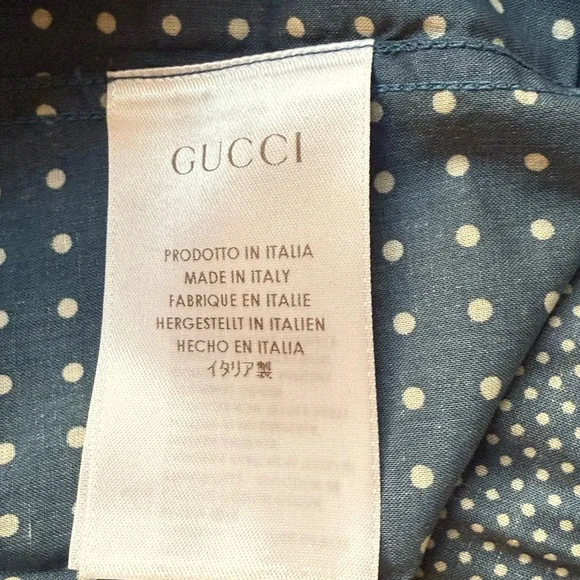 GUCCI
PRODOTTO IN ITALIA
MADE IN ITALY
FABRIQUE EN ITALIE
HERGESTELLT IN ITALIEN
HECHO EN ITALIA
イタリア製